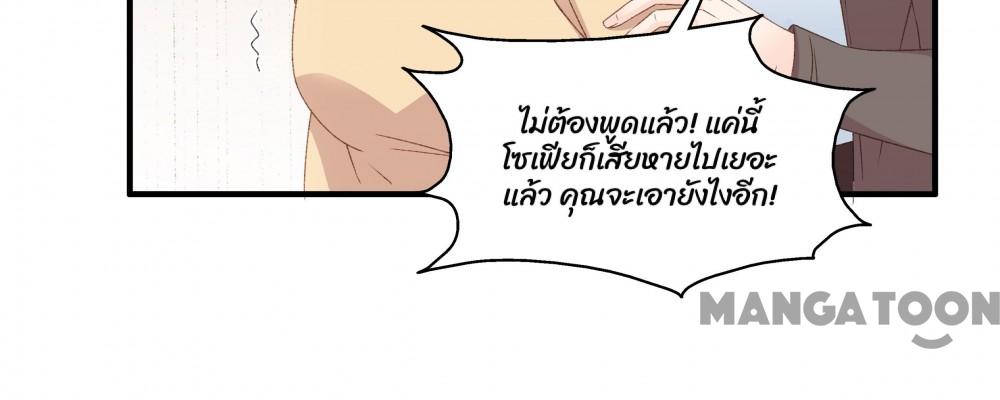 ไม่ต้องพูดแล้ว! แค่นี้
โซเฟียก็เสียหายไปเยอะ
แล้ว คุณจะเอายังไงอีก!
MANGATOON